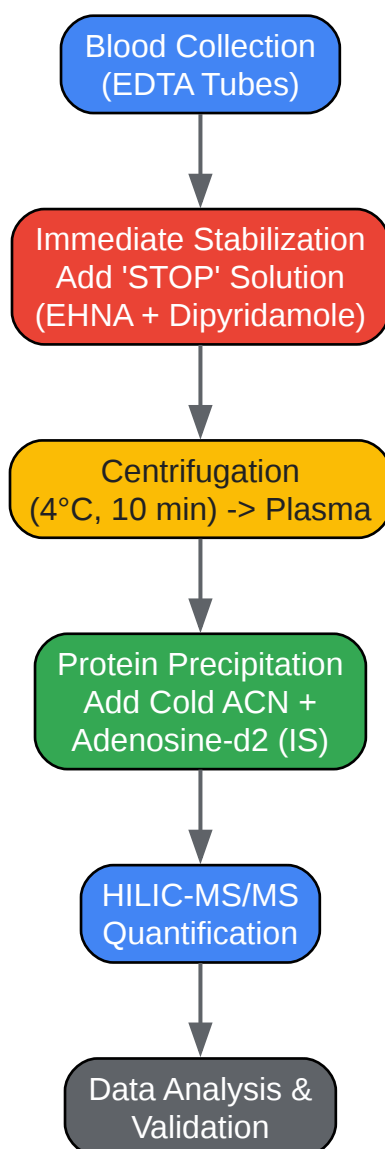 Blood Collection
(EDTA Tubes)
Immediate Stabilization
Add 'STOP' Solution
(EHNA + Dipyridamole)
Centrifugation
(4°C, 10 min) -> Plasma
Protein Precipitation
Add Cold ACN +
Adenosine-d2 (IS)
HILIC-MS/MS
Quantification
Data Analysis &
Validation